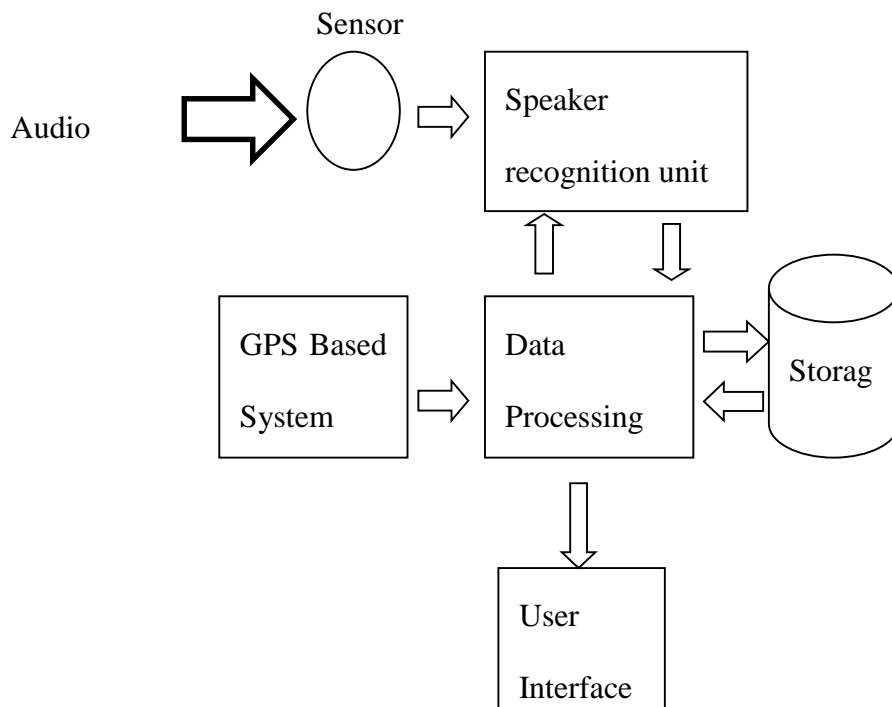 Sensor
Audio
Speaker
recognition unit
GPS Based
System
Data
Processing
Storag
User
Interface